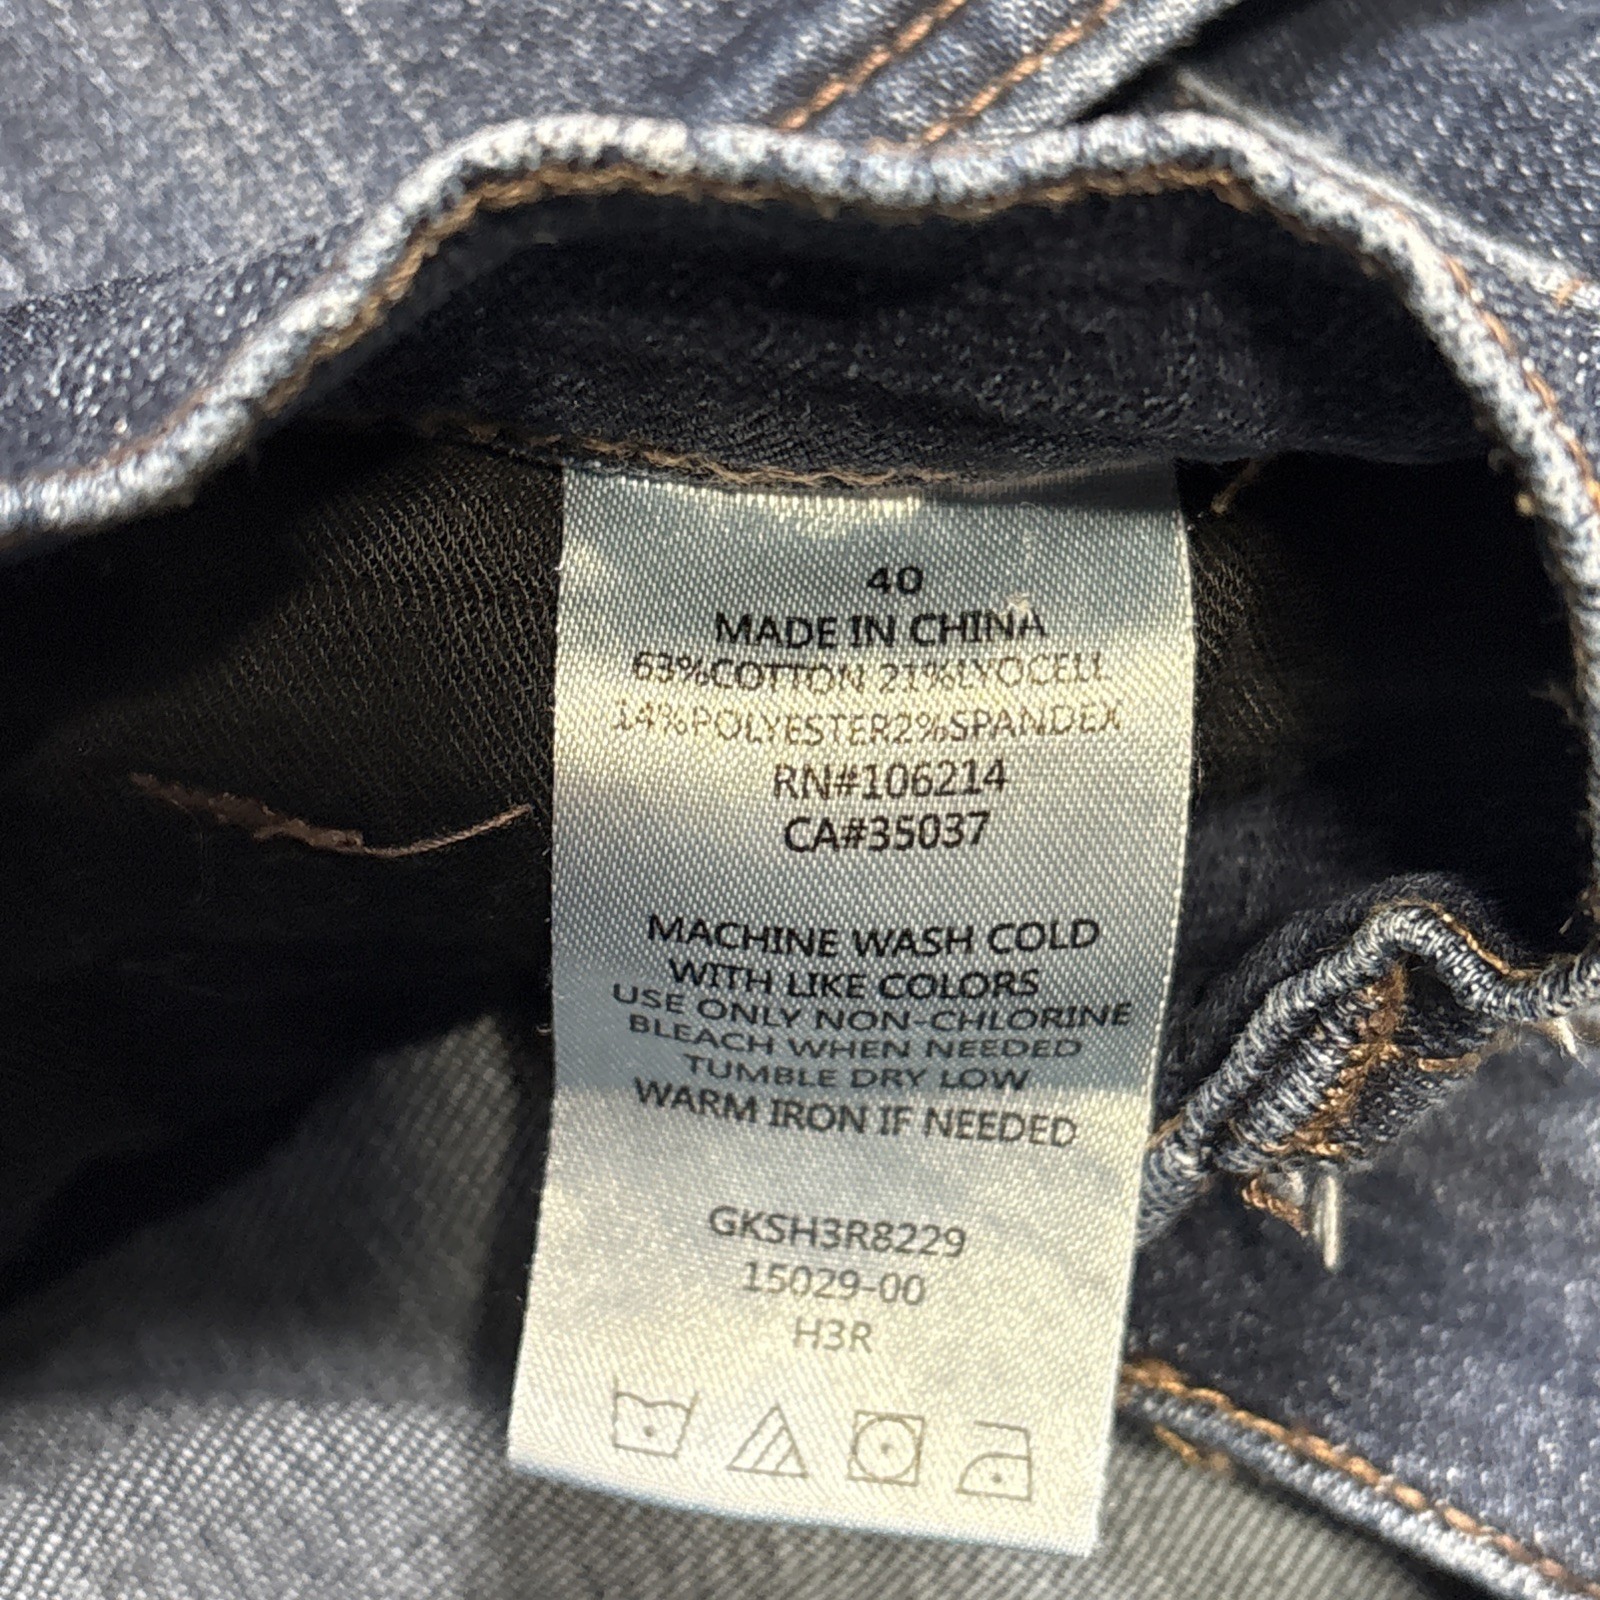 40
MADE IN CHINA
63%COTTON 21%LYOCELL
14%POLYESTER2%SPANDEX
RN#106214
CA#35037
MACHINE WASH COLD
WITH LIKE COLORS
USE ONLY NON-CHLORINE
BLEACH WHEN NEEDED
TUMBLE DRY LOW
WARM IRON IF NEEDED
GKSH3R8229
15029-00
H3R